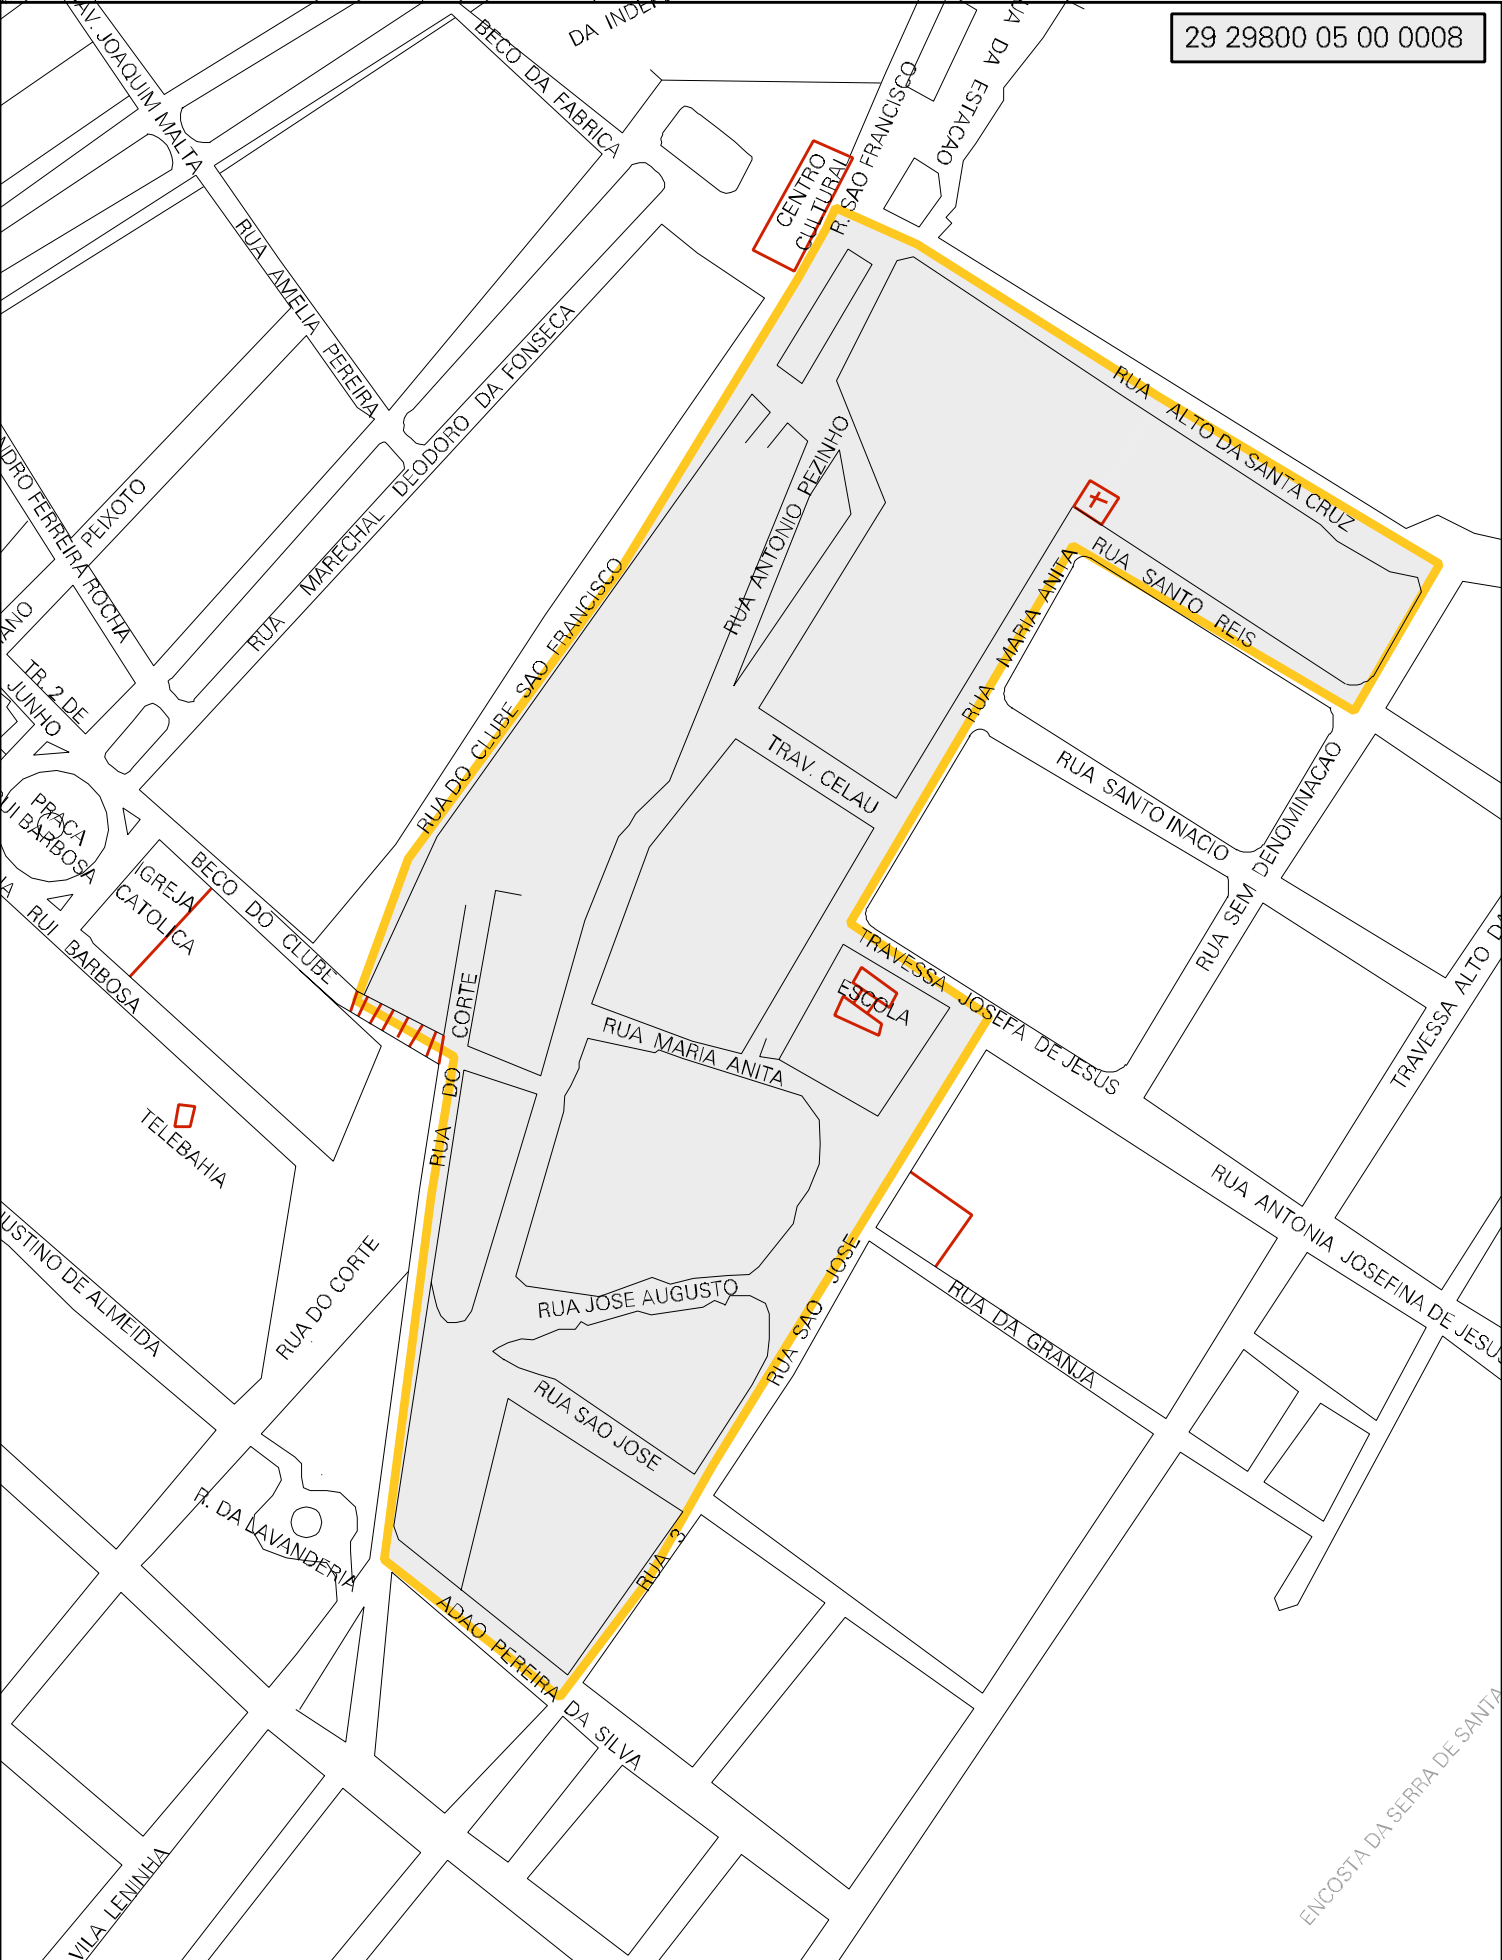 29 29800 05 00 0008
AV. JOAQUIM MALTA
BECO DA FABRICA
R. SAO FRANCISCO
DA ESTACAO
CENTRO
CULTURAL
RUA AMELIA PEREIRA
RUA MARECHAL DEODORO DA FONSECA
RUA ALTO DA SANTA CRUZ
PEIXOTO
FERREIRA ROCHA
RUA ANTONIO PEZINHO
RUA SANTO REIS
RUA MARIA ANITA
RUA DO CLUBE SAO FRANCISCO
TR. 2 DE
JUNHO
TRAV. CELAU
RUA SANTO INACIO
RUA SEM DENOMINACAO
PRACA
BARBOSA
IGREJA
CATOLICA
BECO DO CLUBE
RUI BARBOSA
TRAVESSA JOSEFA DE JESUS
ESCOLA
TRAVESSA ALTO
RUA DO CORTE
RUA MARIA ANITA
TELEBAHIA
RUA ANTONIA JOSEFINA DE JESUS
DE ALMEIDA
RUA DO CORTE
RUA SAO JOSE
RUA JOSE AUGUSTO
RUA DA GRANJA
RUA SAO JOSE
R. DA LAVANDERIA
RUA 3
ADAO PEREIRA DA SILVA
ENCOSTA DA SERRA DE SANTA
VILA LENINHA